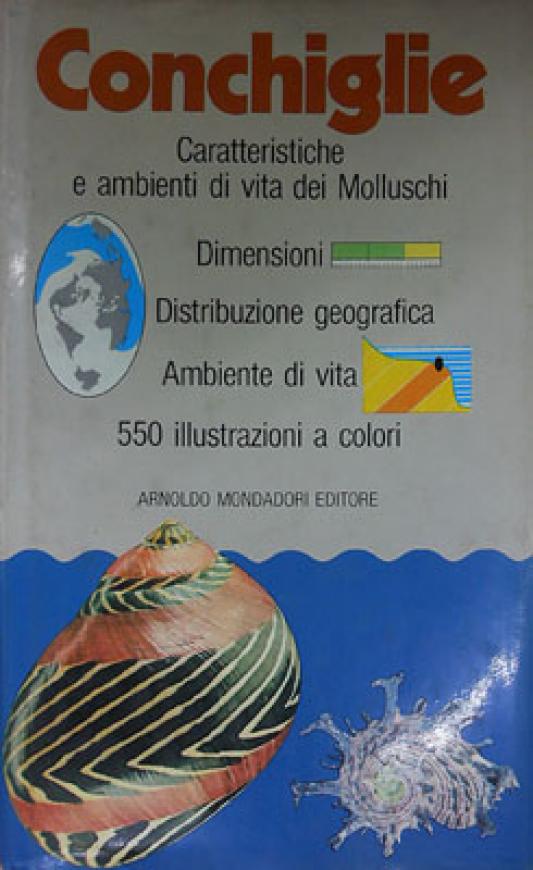 Conchiglie
Caratteristiche
e ambienti di vita dei Molluschi
Dimensioni
Distribuzione geografica
Ambiente di vita
550 illustrazioni a colori
ARNOLDO MONDADORI EDITORE